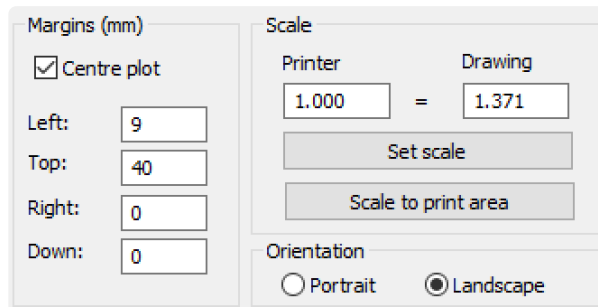 Margins (mm)
Centre plot
Left: 9
Top: 40
Right: 0
Down: 0
Scale
Printer Drawing
1.000 = 1.371
Set scale
Scale to print area
Orientation
Portrait Landscape